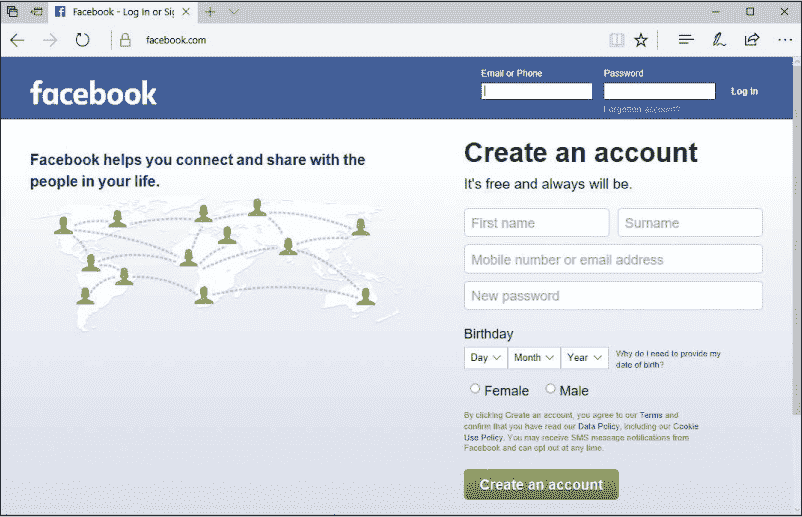 Facebook - Log In or Sig
facebook.com
facebook
Email or Phone
Password
Log In
Forgotten account?
Facebook helps you connect and share with the
people in your life.
Create an account
It's free and always will be.
First name
Surname
Mobile number or email address
New password
Birthday
Day
Month
Year
Why do I need to provide my
date of birth?
Female
Male
By clicking Create an account, you agree to our Terms and
confirm that you have read our Data Policy, including our Cookie
Use Policy. You may receive SMS message notifications from
Facebook and can opt out at any time.
Create an account